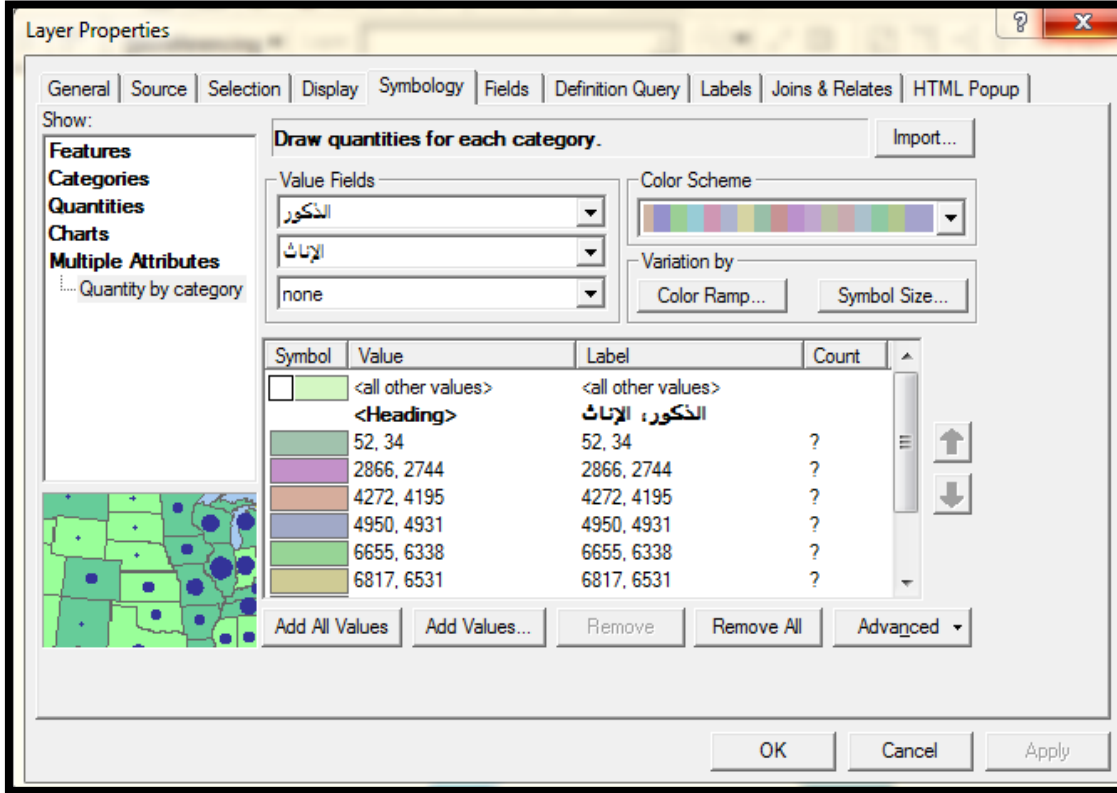 Layer Properties
General Source Selection Display Symbology Fields Definition Query Labels Joins & Relates HTML Popup
Show:
Features
Categories
Quantities
Charts
Multiple Attributes
Quantity by category
Draw quantities for each category.
Import...
Value Fields
الذكور
الإناث
none
Color Scheme
Variation by
Color Ramp... Symbol Size...
Symbol Value Label Count
<all other values> <all other values>
<Heading> الذكور، الإناث
52, 34 52, 34 ?
2866, 2744 2866, 2744 ?
4272, 4195 4272, 4195 ?
4950, 4931 4950, 4931 ?
6655, 6338 6655, 6338 ?
6817, 6531 6817, 6531 ?
Add All Values Add Values... Remove Remove All Advanced
OK Cancel Apply